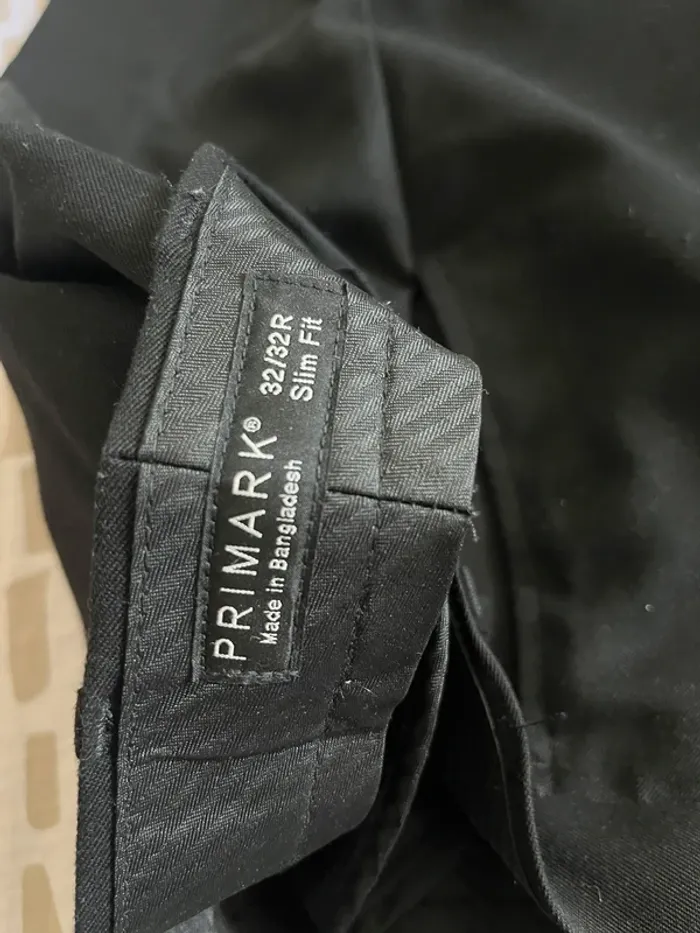 PRIMARK® 32/32R
Made in Bangladesh Slim Fit